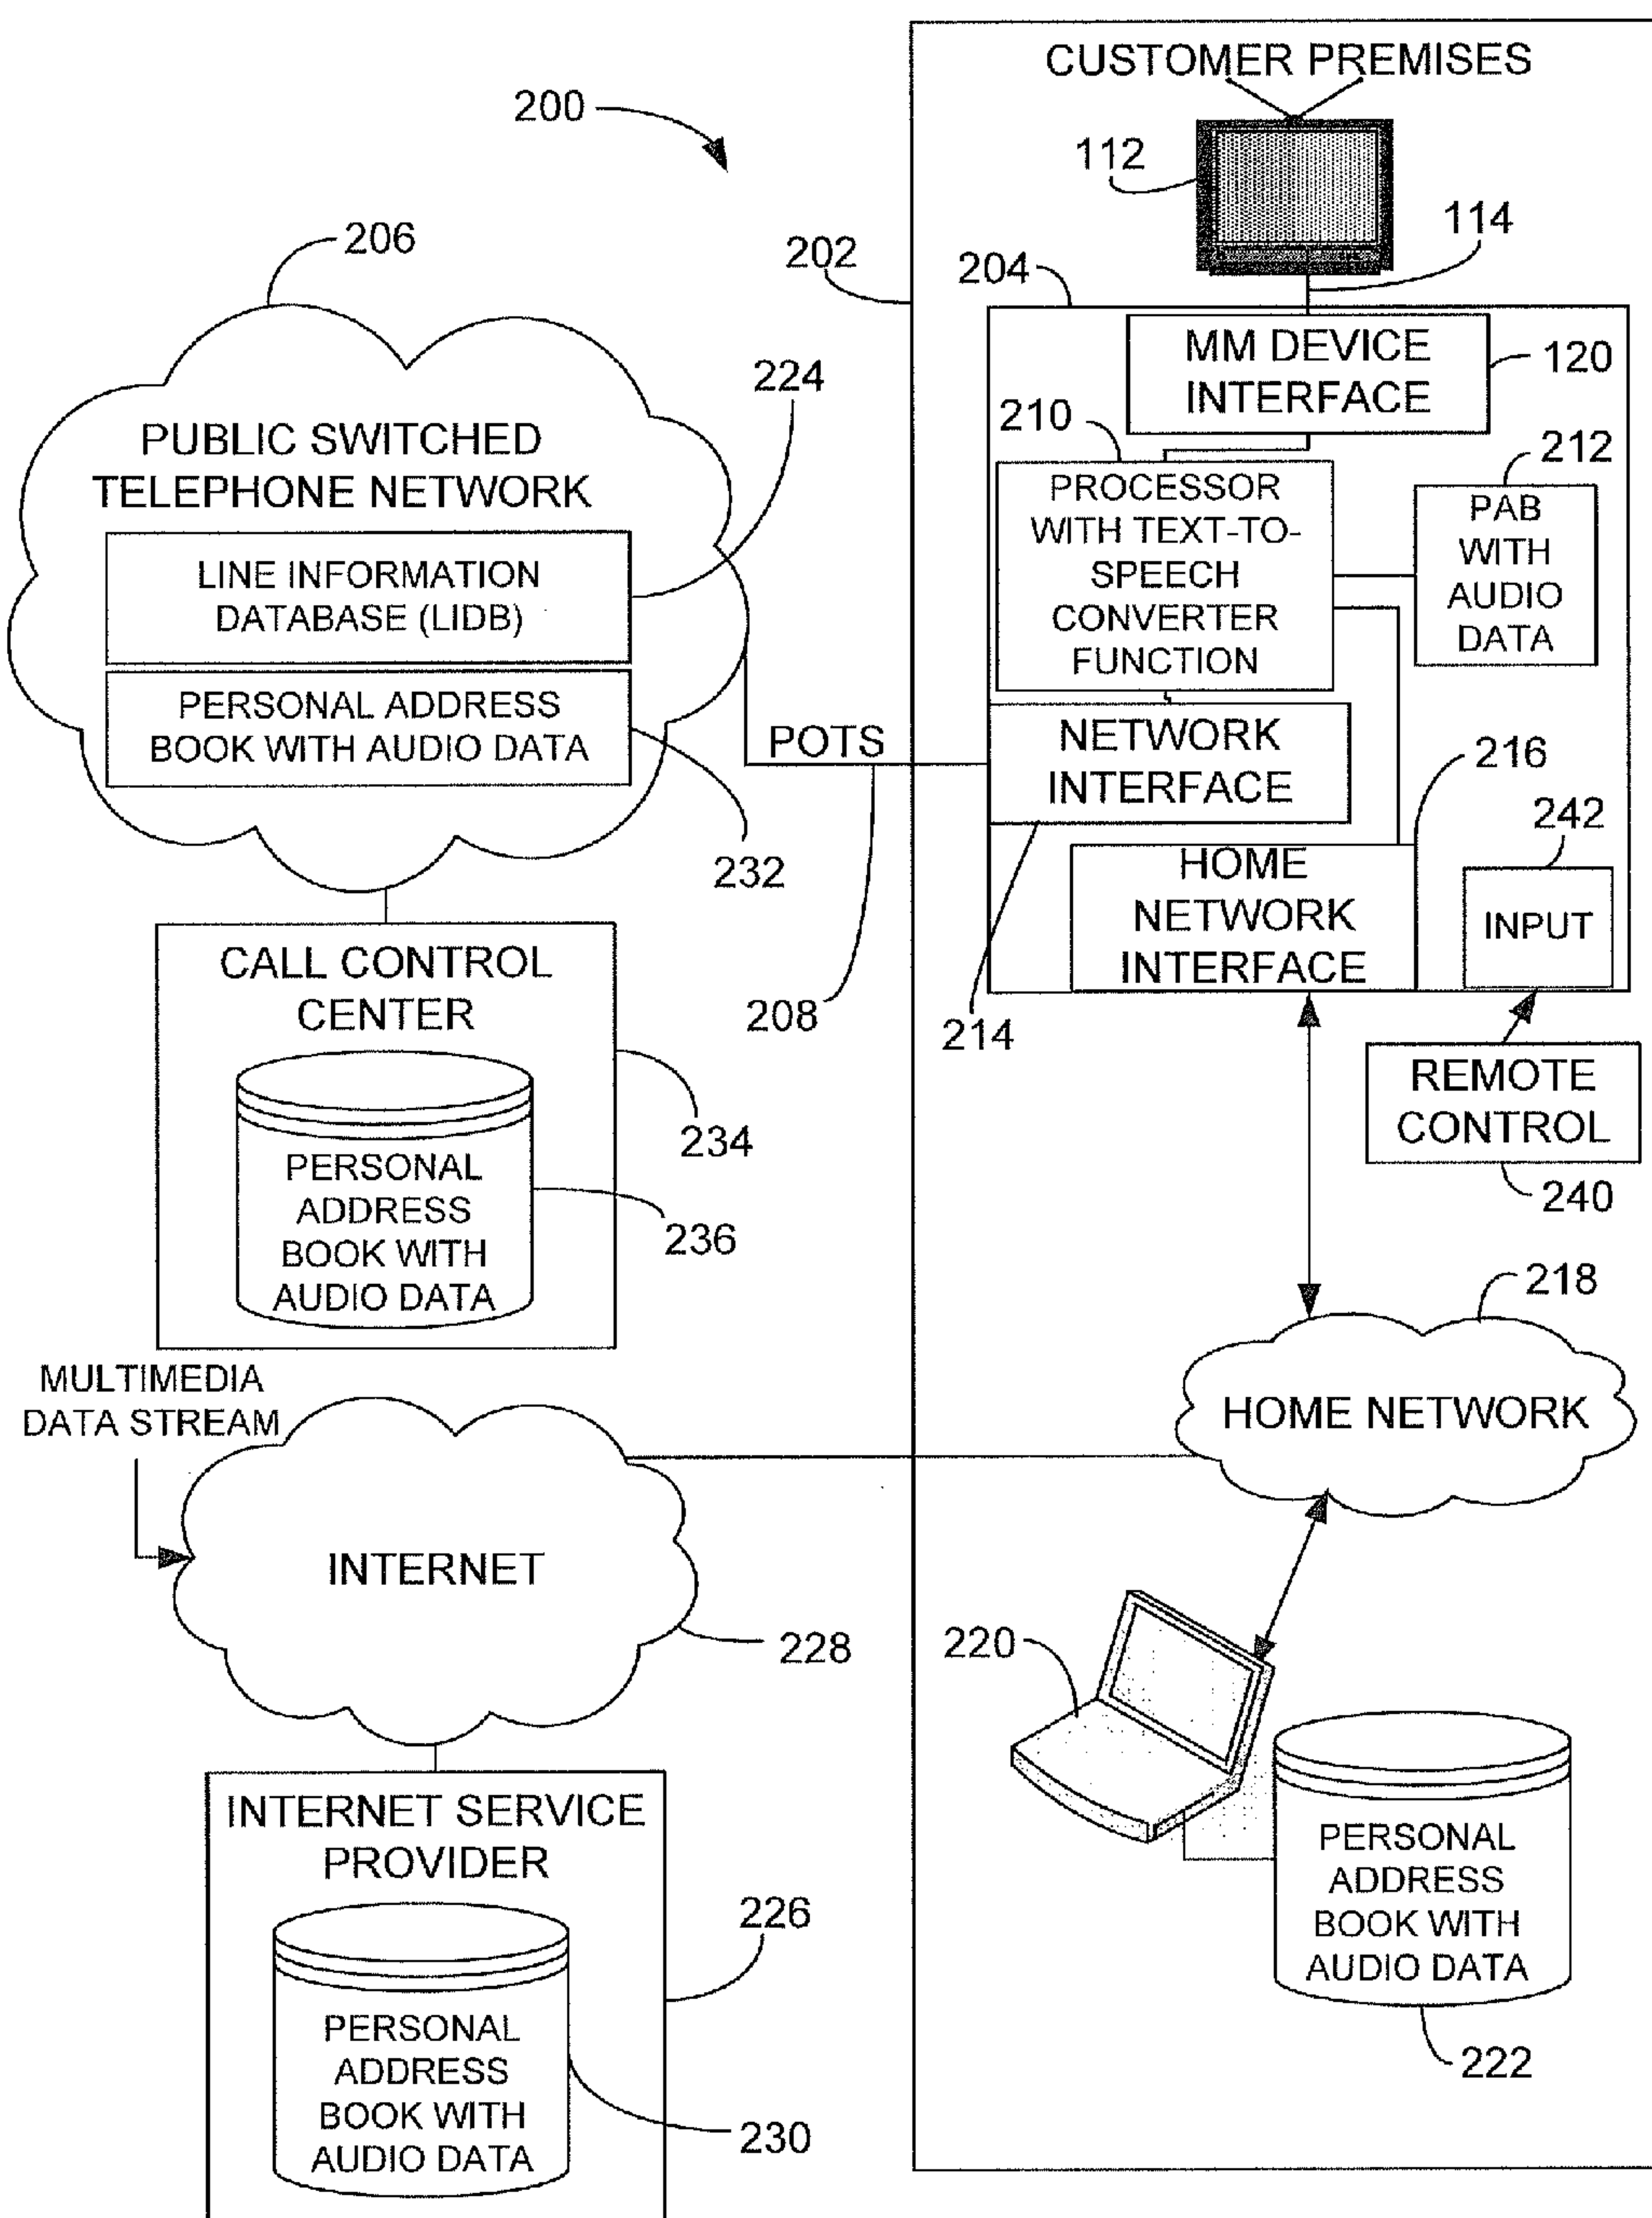 CUSTOMER PREMISES
200
112
114
206
202
204
MM DEVICE
INTERFACE
120
224
210
212
PUBLIC SWITCHED
TELEPHONE NETWORK
PROCESSOR
WITH TEXT-TO-
SPEECH
CONVERTER
FUNCTION
PAB
WITH
AUDIO
DATA
LINE INFORMATION
DATABASE (LIDB)
PERSONAL ADDRESS
BOOK WITH AUDIO DATA
POTS
NETWORK
INTERFACE
216
232
242
HOME
NETWORK
INTERFACE
INPUT
CALL CONTROL
CENTER
208
214
REMOTE
CONTROL
234
240
PERSONAL
ADDRESS
BOOK WITH
AUDIO DATA
236
218
MULTIMEDIA
DATA STREAM
HOME NETWORK
INTERNET
228
220
INTERNET SERVICE
PROVIDER
PERSONAL
ADDRESS
BOOK WITH
AUDIO DATA
226
222
PERSONAL
ADDRESS
BOOK WITH
AUDIO DATA
230